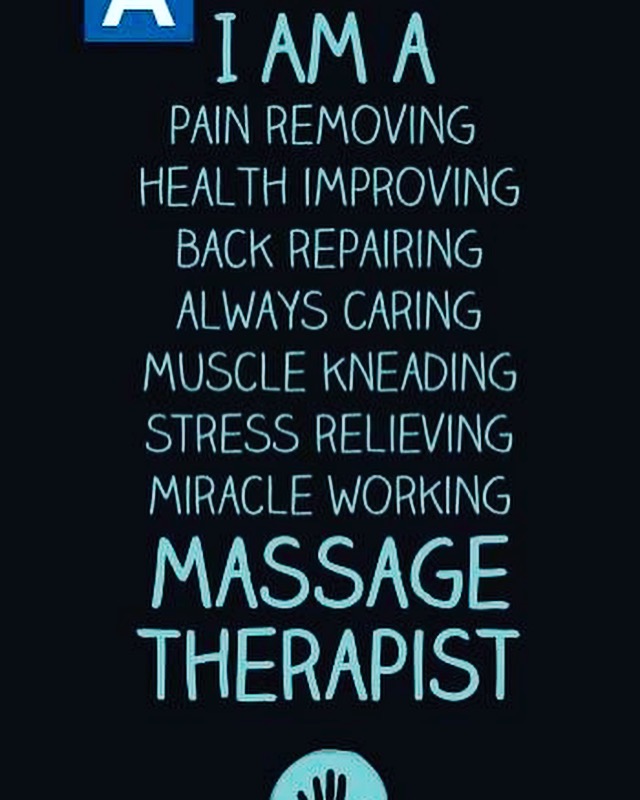 A
I AM A
PAIN REMOVING
HEALTH IMPROVING
BACK REPAIRING
ALWAYS CARING
MUSCLE KNEADING
STRESS RELIEVING
MIRACLE WORKING
MASSAGE
THERAPIST